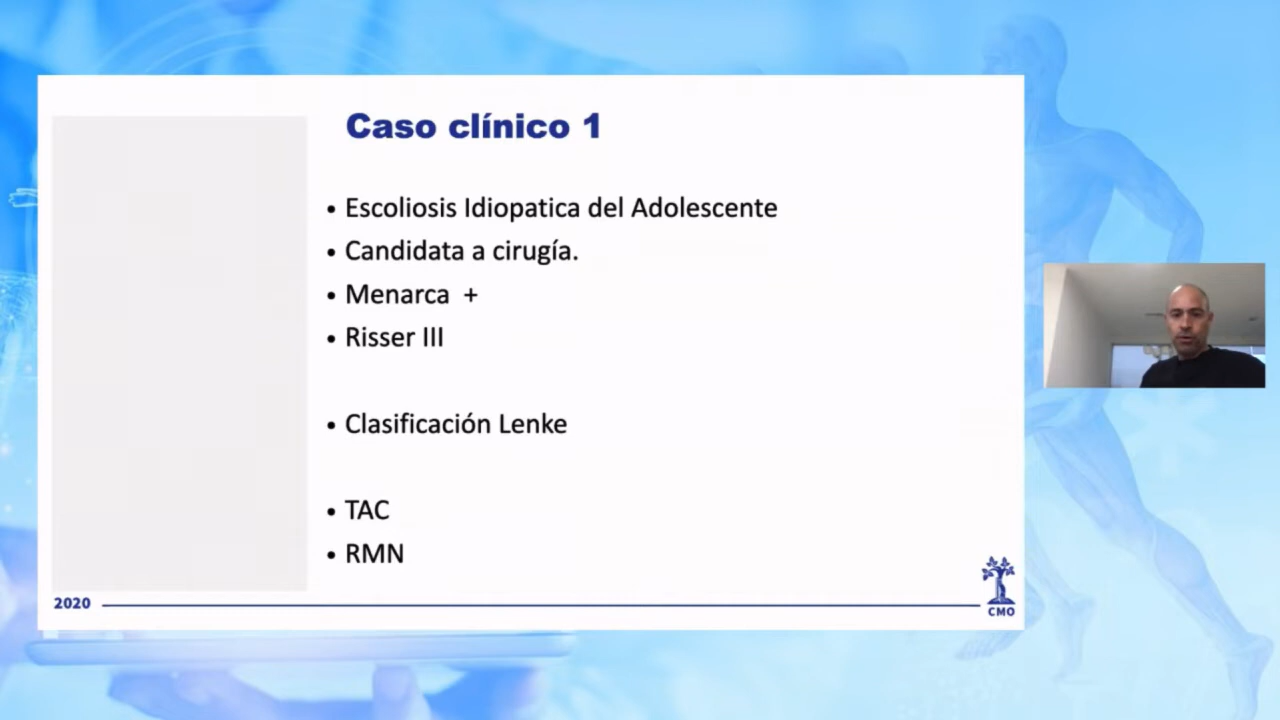 Caso clínico 1
• Escoliosis Idiopatica del Adolescente
• Candidata a cirugía.
• Menarca +
• Risser III
• Clasificación Lenke
• TAC
• RMN
2020
CMO